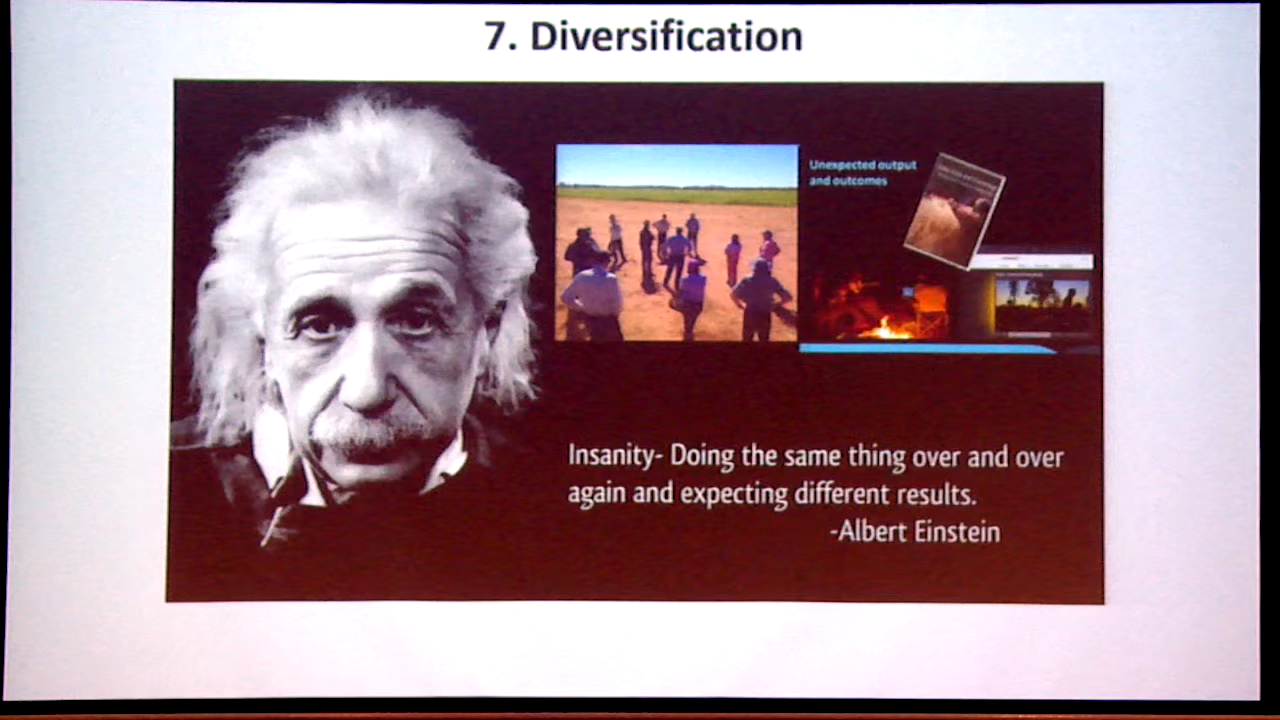 7. Diversification
Unexpected output
and outcomes
Insanity- Doing the same thing over and over
again and expecting different results.
-Albert Einstein